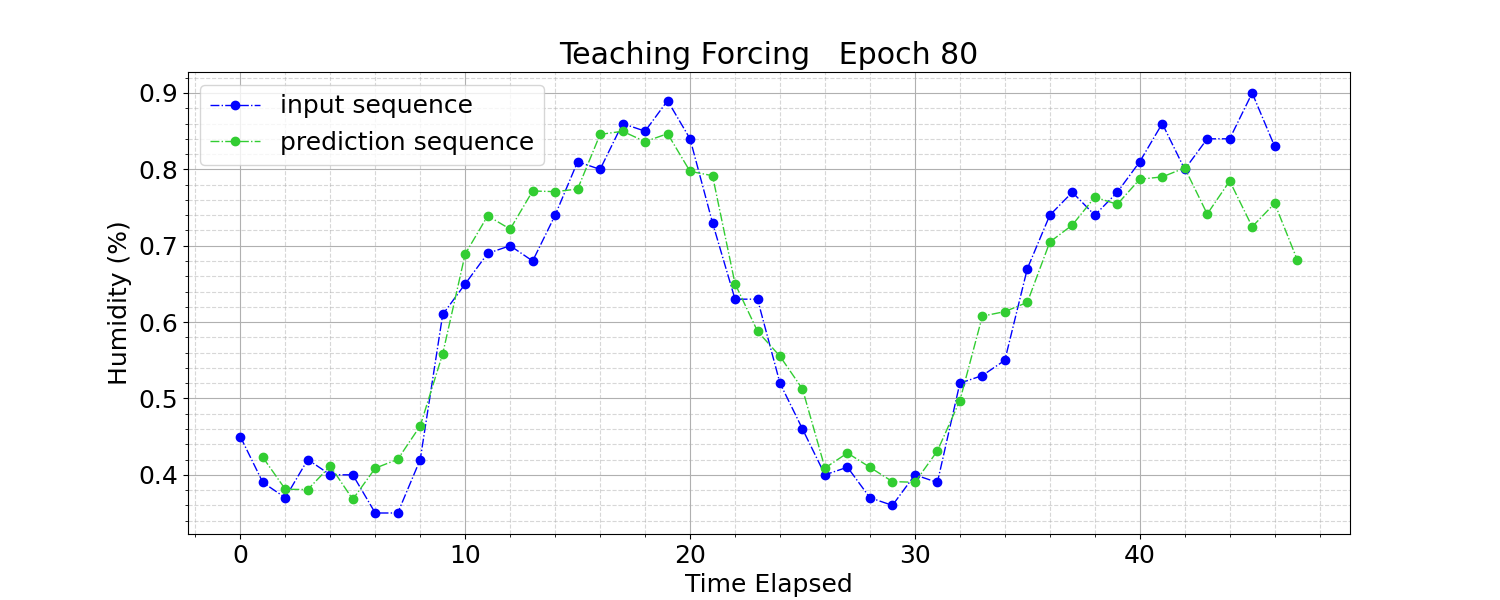 Teaching Forcing   Epoch 80
0.9
0.8
0.7
0.6
0.5
0.4
Humidity (%)
input sequence
prediction sequence
0 10 20 30 40
Time Elapsed